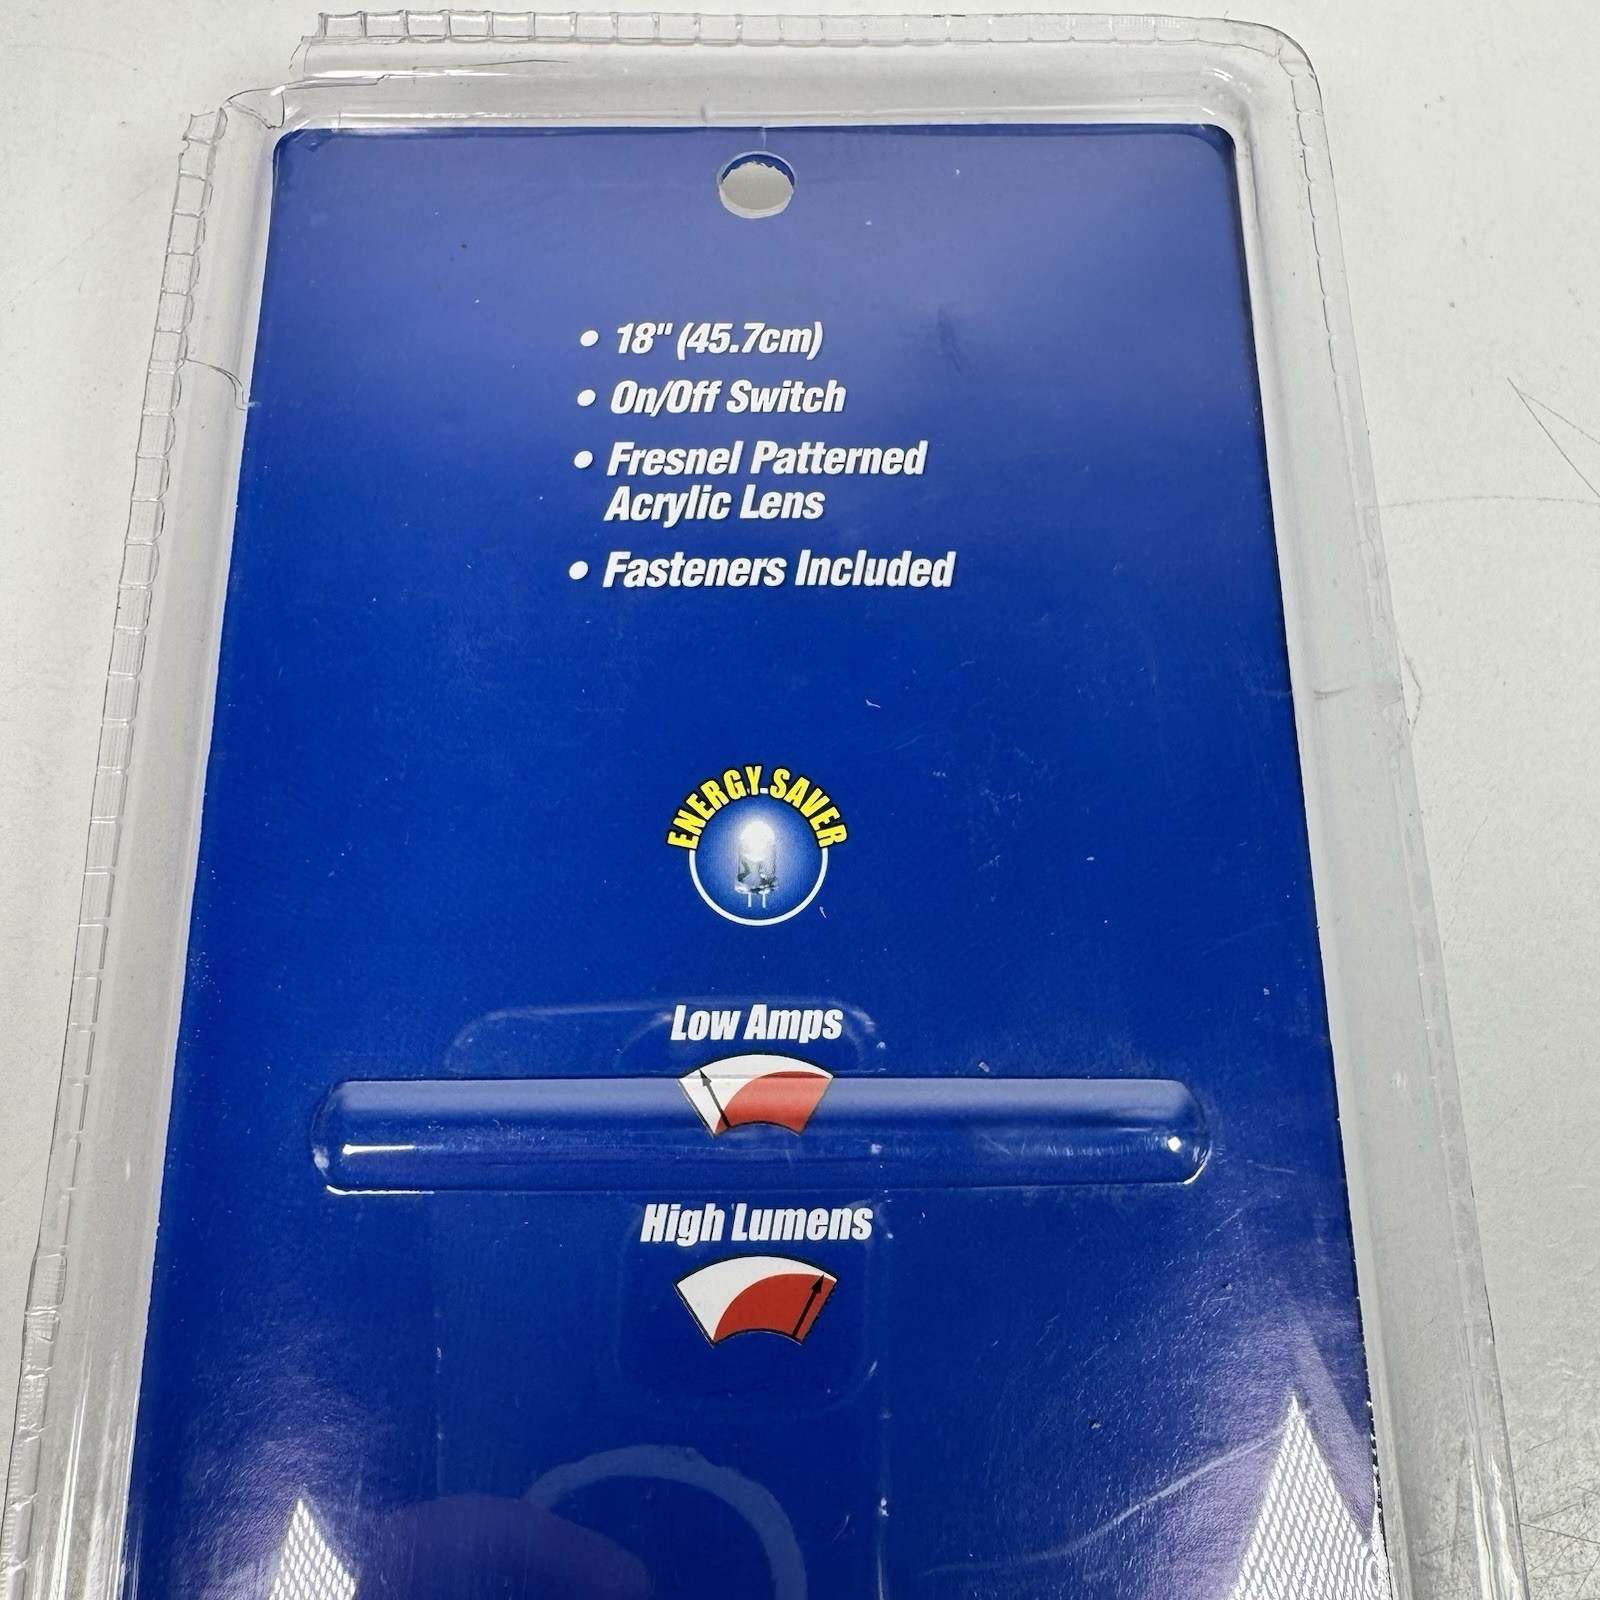 • 18" (45.7cm)
• On/Off Switch
• Fresnel Patterned
Acrylic Lens
• Fasteners Included
ENERGY SAVER
Low Amps
High Lumens